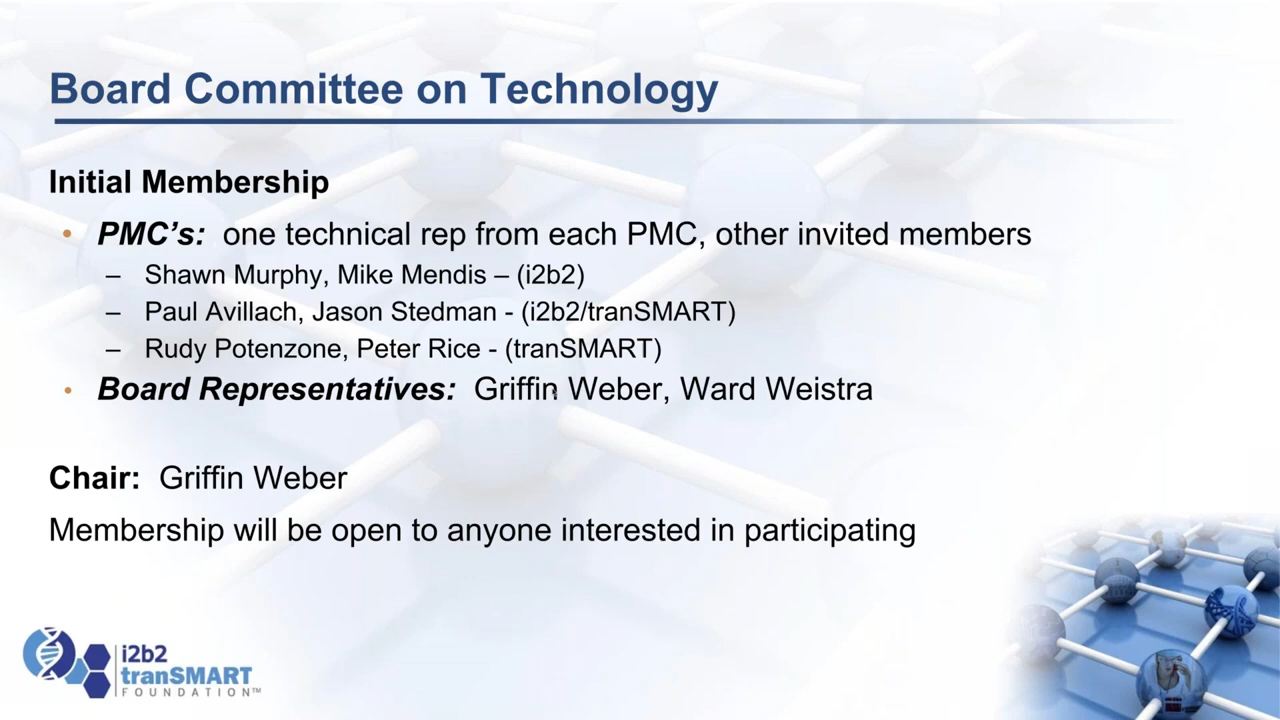 Board Committee on Technology
Initial Membership
• PMC’s: one technical rep from each PMC, other invited members
– Shawn Murphy, Mike Mendis – (i2b2)
– Paul Avillach, Jason Stedman - (i2b2/tranSMART)
– Rudy Potenzone, Peter Rice - (tranSMART)
• Board Representatives: Griffin Weber, Ward Weistra
Chair: Griffin Weber
Membership will be open to anyone interested in participating
i2b2
tranSMART
FOUNDATION™